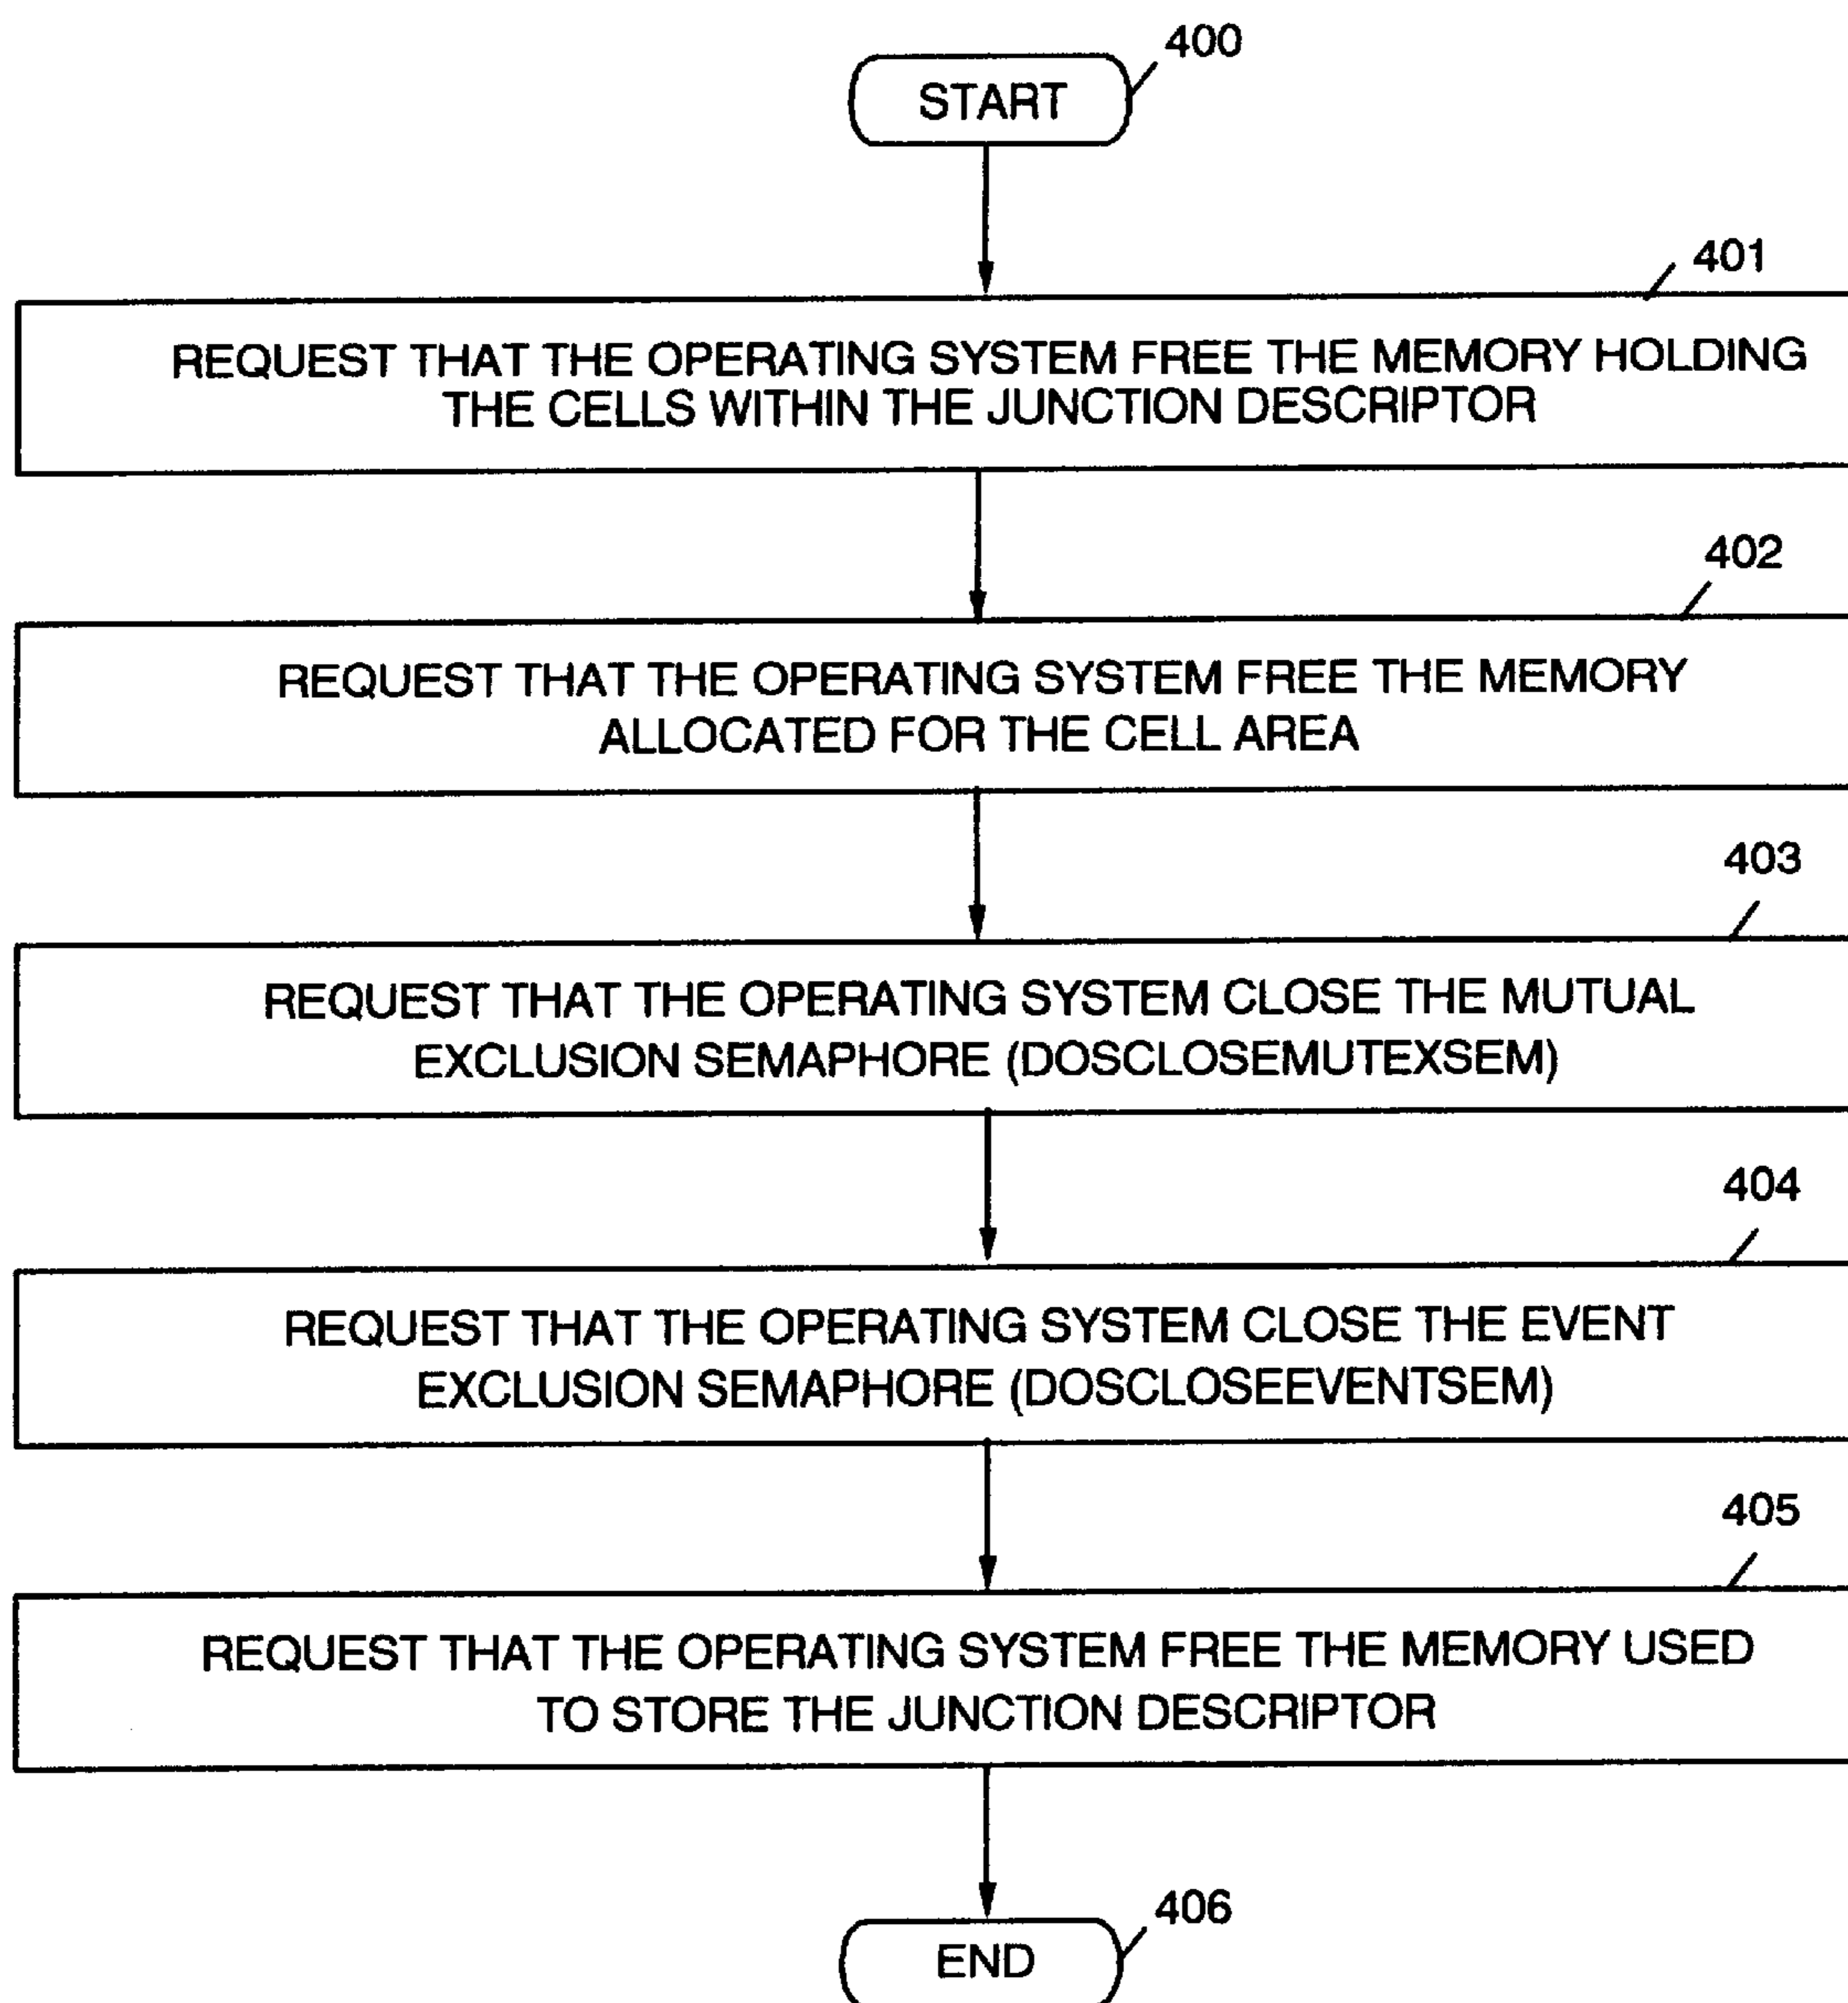 400
START
401
REQUEST THAT THE OPERATING SYSTEM FREE THE MEMORY HOLDING
THE CELLS WITHIN THE JUNCTION DESCRIPTOR
402
REQUEST THAT THE OPERATING SYSTEM FREE THE MEMORY
ALLOCATED FOR THE CELL AREA
403
REQUEST THAT THE OPERATING SYSTEM CLOSE THE MUTUAL
EXCLUSION SEMAPHORE (DOSCLOSEMUTEXSEM)
404
REQUEST THAT THE OPERATING SYSTEM CLOSE THE EVENT
EXCLUSION SEMAPHORE (DOSCLOSEEVENTSEM)
405
REQUEST THAT THE OPERATING SYSTEM FREE THE MEMORY USED
TO STORE THE JUNCTION DESCRIPTOR
406
END